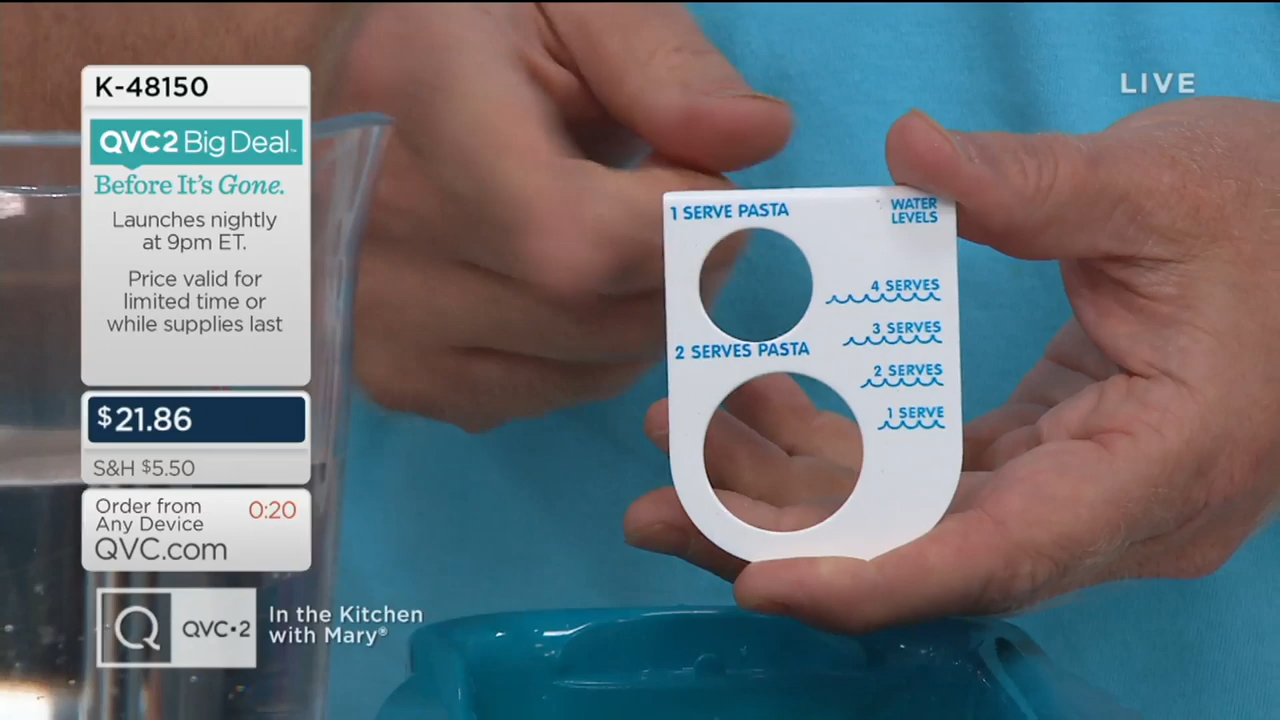 K-48150
QVC2 Big Deal™
Before It's Gone.
Launches nightly
at 9pm ET.
Price valid for
limited time or
while supplies last
$21.86
S&H $5.50
Order from
Any Device
0:20
QVC.com
Q
QVC•2
In the Kitchen
with Mary®
LIVE
1 SERVE PASTA
WATER
LEVELS
4 SERVES
3 SERVES
2 SERVES PASTA
2 SERVES
1 SERVE